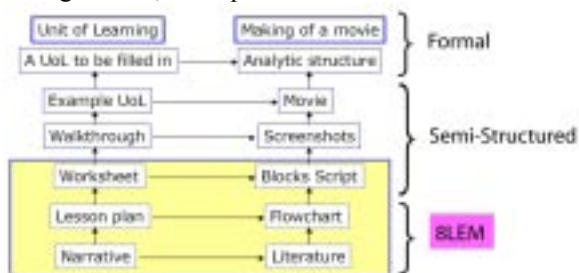 Unit of Learning Making of a movie
Formal
A UoL to be filled in Analytic structure
Example UoL Movie
Walkthrough Screenshots
Semi-Structured
Worksheet Blocks Script
Lesson plan Flowchart
8LEM
Narrative Literature